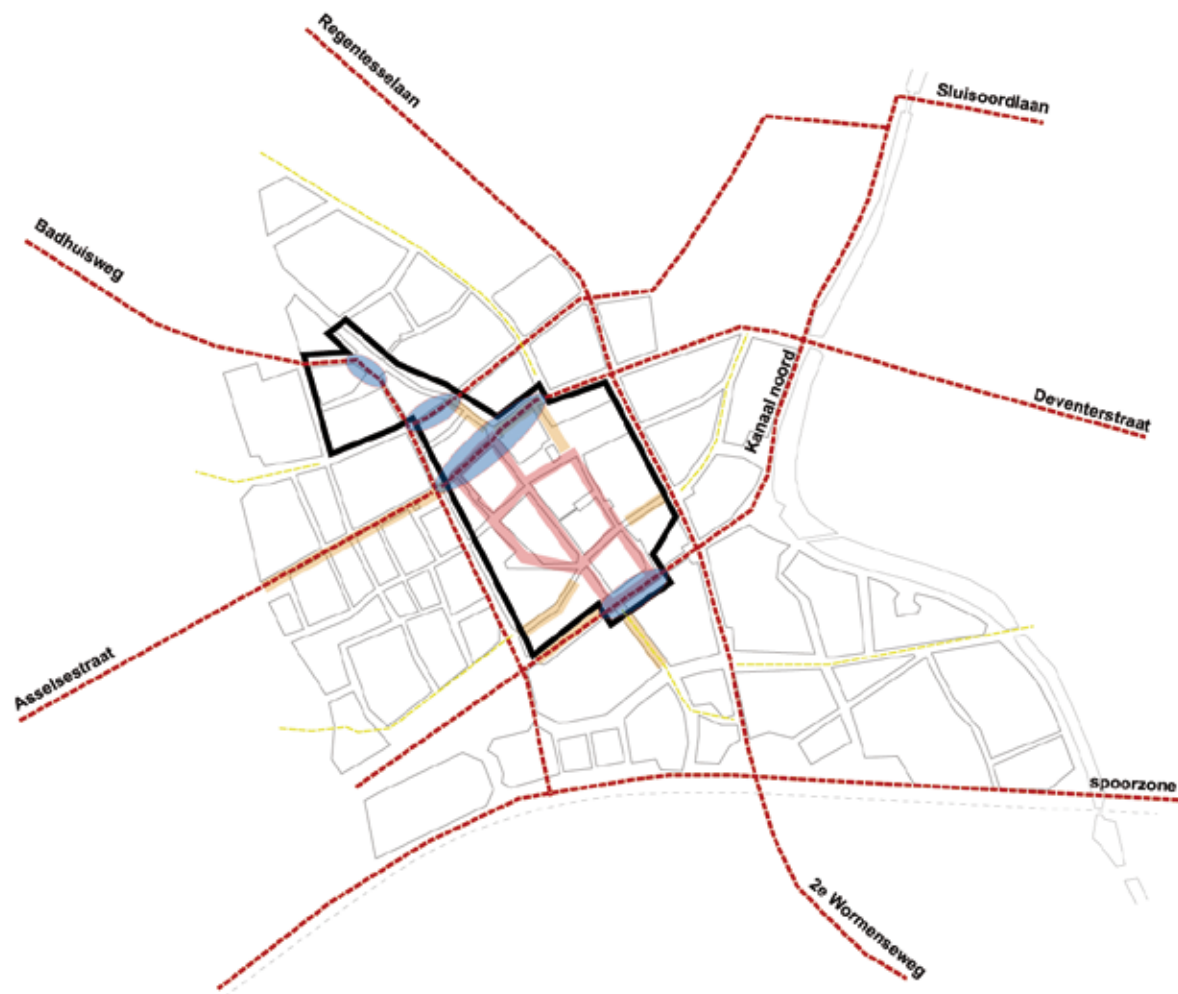 Regentesselaan
Sluisoordlaan
Badhuisweg
Kanaal noord
Deventerstraat
Asselsestraat
spoorzone
2e Wormenseweg